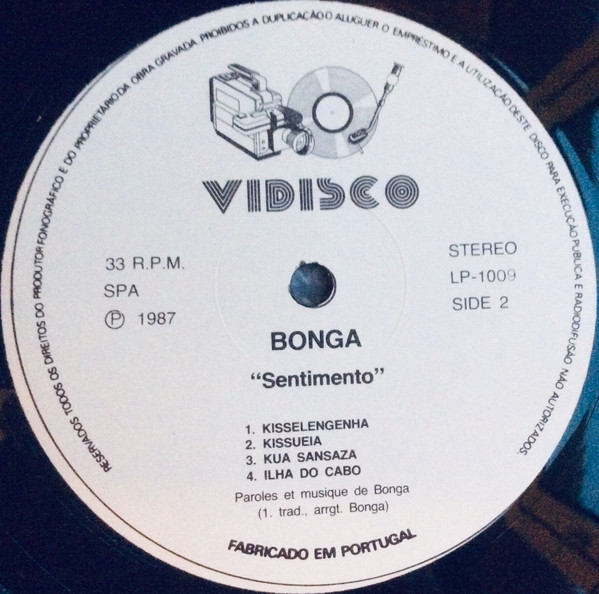 RESERVADOS TODOS OS DIREITOS DO PRODUTOR FONOGRÁFICO E DO PROPRIETÁRIO DA OBRA GRAVADA. PROIBIDOS A DUPLICAÇÃO O ALUGUER O EMPRÉSTIMO E A UTILIZAÇÃO DESTE DISCO PARA EXECUÇÃO PÚBLICA E RADIODIFUSÃO NÃO AUTORIZADOS.
VIDISCO
33 R.P.M.
SPA
Ⓟ 1987
STEREO
LP-1009
SIDE 2
BONGA
“Sentimento”
1. KISSELENGENHA
2. KISSUEIA
3. KUA SANSAZA
4. ILHA DO CABO
Paroles et musique de Bonga
(1. trad., arrgt. Bonga)
FABRICADO EM PORTUGAL